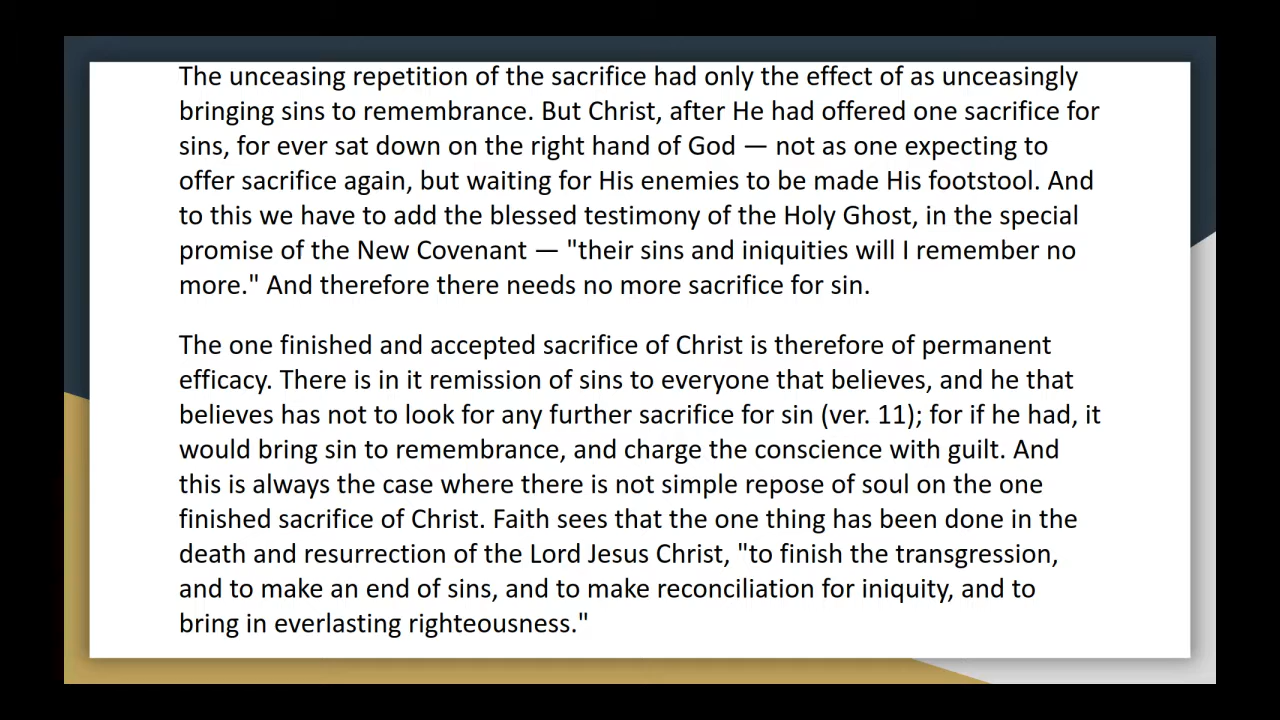 The unceasing repetition of the sacrifice had only the effect of as unceasingly
bringing sins to remembrance. But Christ, after He had offered one sacrifice for
sins, for ever sat down on the right hand of God — not as one expecting to
offer sacrifice again, but waiting for His enemies to be made His footstool. And
to this we have to add the blessed testimony of the Holy Ghost, in the special
promise of the New Covenant — "their sins and iniquities will I remember no
more." And therefore there needs no more sacrifice for sin.
The one finished and accepted sacrifice of Christ is therefore of permanent
efficacy. There is in it remission of sins to everyone that believes, and he that
believes has not to look for any further sacrifice for sin (ver. 11); for if he had, it
would bring sin to remembrance, and charge the conscience with guilt. And
this is always the case where there is not simple repose of soul on the one
finished sacrifice of Christ. Faith sees that the one thing has been done in the
death and resurrection of the Lord Jesus Christ, "to finish the transgression,
and to make an end of sins, and to make reconciliation for iniquity, and to
bring in everlasting righteousness."